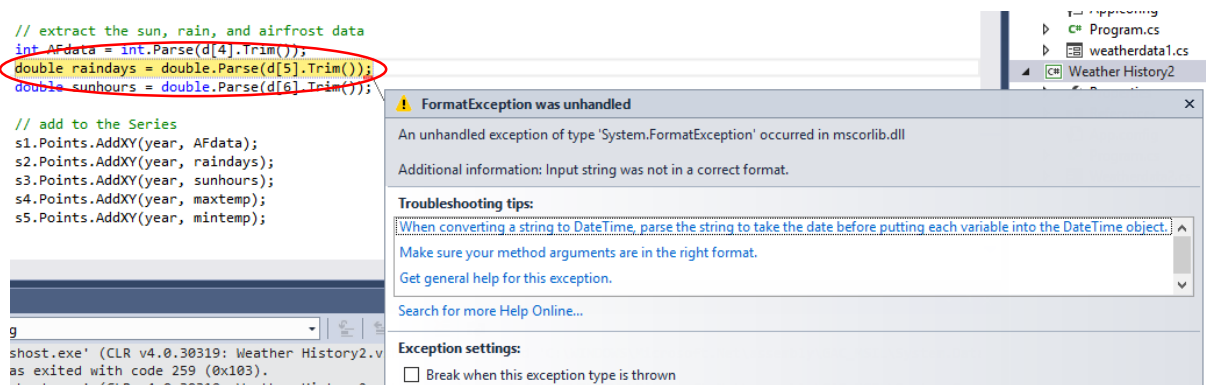 // extract the sun, rain, and airfrost data
int AFdata = int.Parse(d[4].Trim());
double raindays = double.Parse(d[5].Trim());
double sunhours = double.Parse(d[6].Trim());
// add to the Series
s1.Points.AddXY(year, AFdata);
s2.Points.AddXY(year, raindays);
s3.Points.AddXY(year, sunhours);
s4.Points.AddXY(year, maxtemp);
s5.Points.AddXY(year, mintemp);
C# Program.cs
weatherdata1.cs
C# Weather History2
FormatException was unhandled
An unhandled exception of type 'System.FormatException' occurred in mscorlib.dll
Additional information: Input string was not in a correct format.
Troubleshooting tips:
When converting a string to DateTime, parse the string to take the date before putting each variable into the DateTime object.
Make sure your method arguments are in the right format.
Get general help for this exception.
Search for more Help Online...
Exception settings:
Break when this exception type is thrown
g
shost.exe' (CLR v4.0.30319: Weather History2.v
as exited with code 259 (0x103).